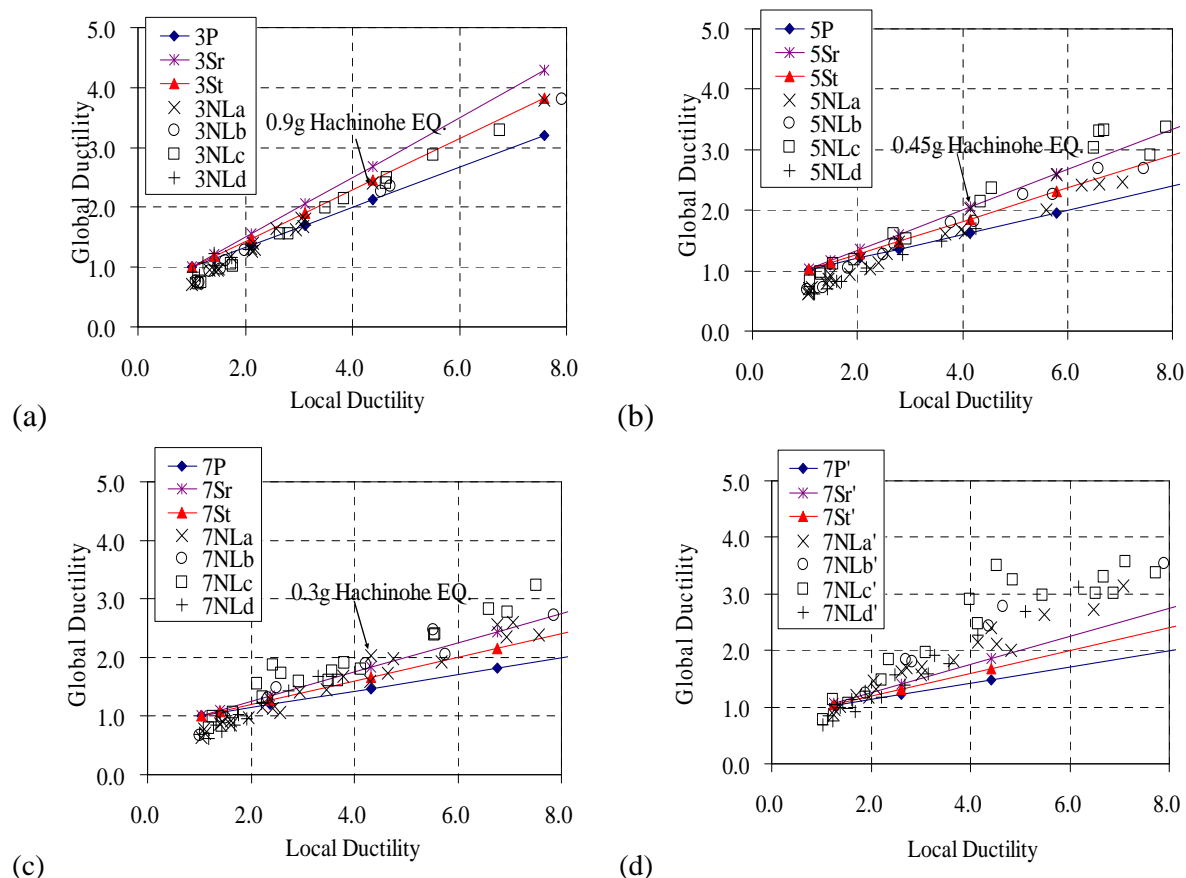 3P
3Sr
3St
3NLa
3NLb
3NLc
3NLd
0.9g Hachinohe EQ.
Global Ductility
5.0
4.0
3.0
2.0
1.0
0.0
0.0 2.0 4.0 6.0 8.0
Local Ductility
(a)
5P
5Sr
5St
5NLa
5NLb
5NLc
5NLd
0.45g Hachinohe EQ.
Global Ductility
5.0
4.0
3.0
2.0
1.0
0.0
0.0 2.0 4.0 6.0 8.0
Local Ductility
(b)
7P
7Sr
7St
7NLa
7NLb
7NLc
7NLd
0.3g Hachinohe EQ.
Global Ductility
5.0
4.0
3.0
2.0
1.0
0.0
0.0 2.0 4.0 6.0 8.0
Local Ductility
(c)
7P'
7Sr'
7St'
7NLa'
7NLb'
7NLc'
7NLd'
Global Ductility
5.0
4.0
3.0
2.0
1.0
0.0
0.0 2.0 4.0 6.0 8.0
Local Ductility
(d)